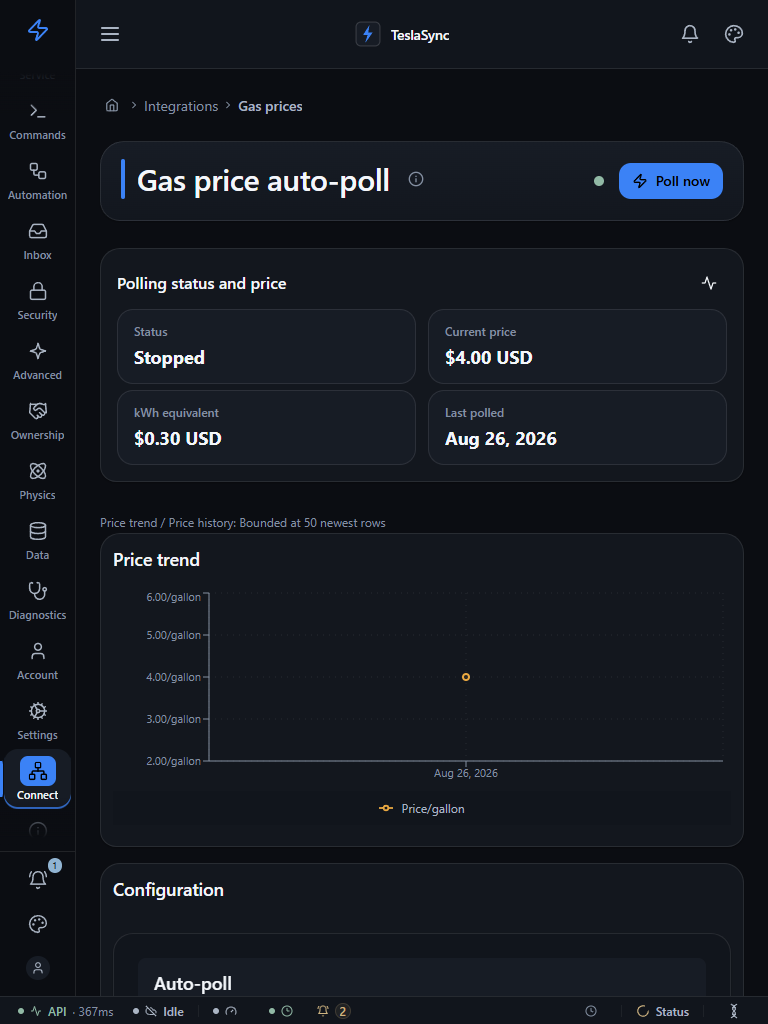 TeslaSync
Commands
Automation
Inbox
Security
Advanced
Ownership
Physics
Data
Diagnostics
Account
Settings
Connect
1
Integrations
Gas prices
Gas price auto-poll
Poll now
Polling status and price
Status
Stopped
Current price
$4.00 USD
kWh equivalent
$0.30 USD
Last polled
Aug 26, 2026
Price trend / Price history: Bounded at 50 newest rows
Price trend
6.00/gallon
5.00/gallon
4.00/gallon
3.00/gallon
2.00/gallon
Aug 26, 2026
Price/gallon
Configuration
Auto-poll
API · 367ms
Idle
2
Status